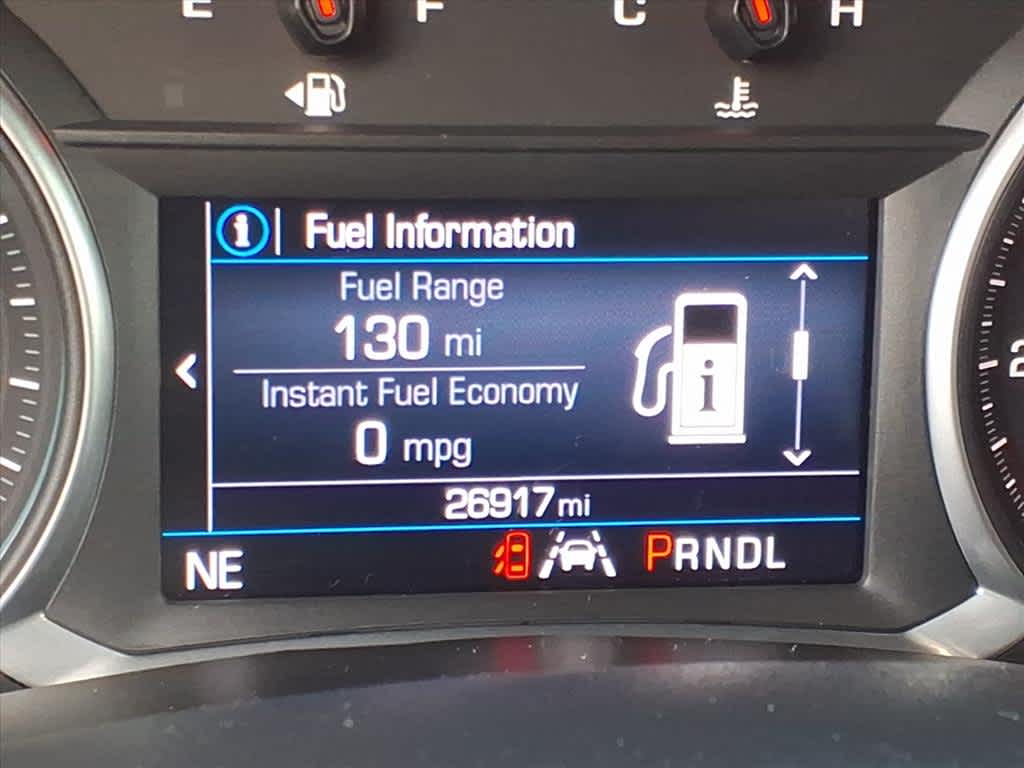 E F C H
i Fuel Information
Fuel Range
130 mi
Instant Fuel Economy
0 mpg
i
26917 mi
NE PRNDL